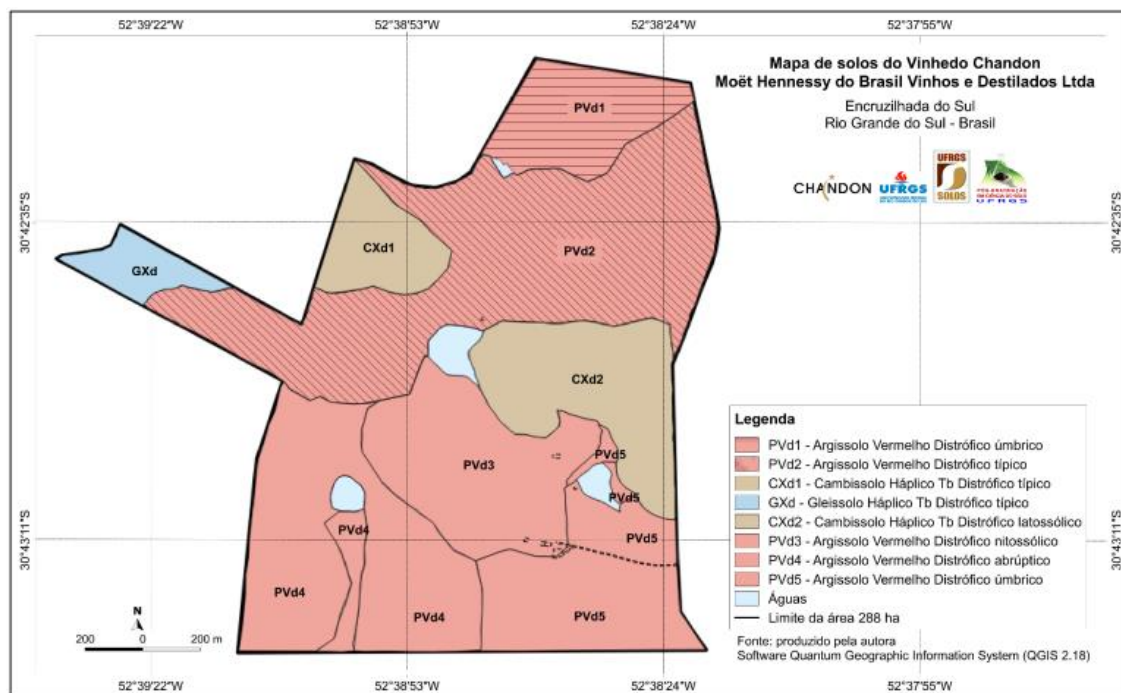 52°39'22"W 52°38'53"W 52°38'24"W 52°37'55"W
Mapa de solos do Vinhedo Chandon
Moët Hennessy do Brasil Vinhos e Destilados Ltda
Encruzilhada do Sul
Rio Grande do Sul - Brasil
CHANDON
UFRGS
UFRGS
SOLOS
UFRGS
PVd1
30°42'35"S
30°42'35"S
CXd1
PVd2
GXd
CXd2
PVd3
PVd5
PVd5
PVd4
PVd5
30°43'11"S
30°43'11"S
PVd4
PVd4
PVd5
N
200 0 200 m
Legenda
PVd1 - Argissolo Vermelho Distrófico úmbrico
PVd2 - Argissolo Vermelho Distrófico típico
CXd1 - Cambissolo Háplico Tb Distrófico típico
GXd - Gleissolo Háplico Tb Distrófico típico
CXd2 - Cambissolo Háplico Tb Distrófico latossólico
PVd3 - Argissolo Vermelho Distrófico nitossólico
PVd4 - Argissolo Vermelho Distrófico abrúptico
PVd5 - Argissolo Vermelho Distrófico úmbrico
Águas
Limite da área 288 ha
Fonte: produzido pela autora
Software Quantum Geographic Information System (QGIS 2.18)
52°39'22"W 52°38'53"W 52°38'24"W 52°37'55"W